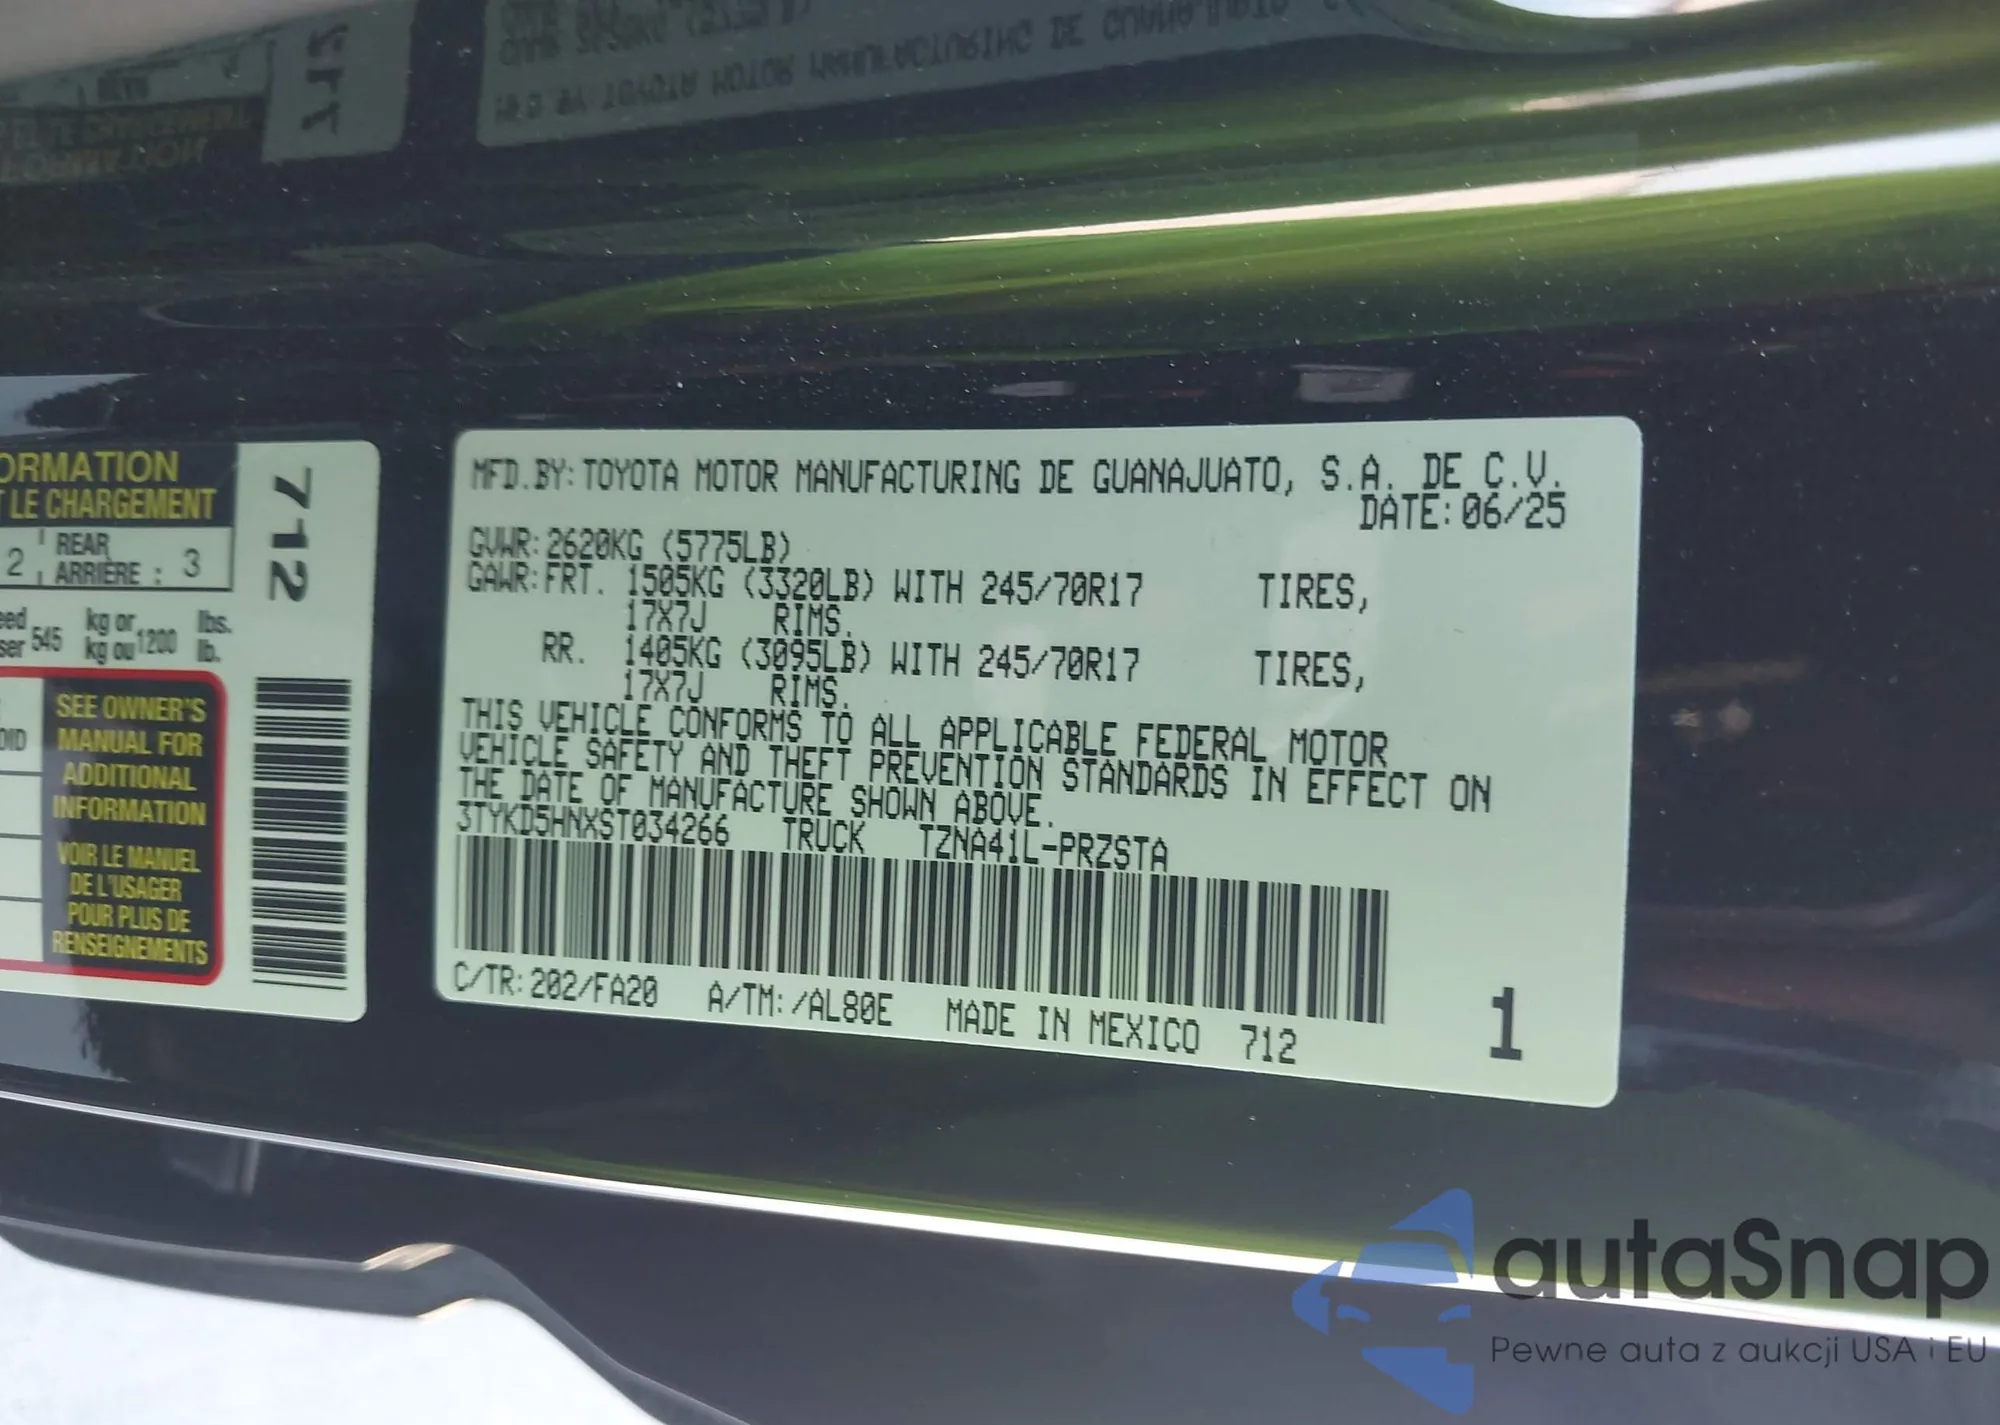 ORMATION
T LE CHARGEMENT
2 REAR ARRIÈRE : 3
545 kg or kg ou 1200 lbs. lb.
SEE OWNER'S
MANUAL FOR
ADDITIONAL
INFORMATION
VOIR LE MANUEL
DE L'USAGER
POUR PLUS DE
RENSEIGNEMENTS
712
MFD.BY:TOYOTA MOTOR MANUFACTURING DE GUANAJUATO, S.A. DE C.V.
DATE:06/25
GVWR:2620KG (5775LB)
GAWR:FRT. 1505KG (3320LB) WITH 245/70R17 TIRES,
17X7J RIMS.
RR. 1405KG (3095LB) WITH 245/70R17 TIRES,
17X7J RIMS.
THIS VEHICLE CONFORMS TO ALL APPLICABLE FEDERAL MOTOR
VEHICLE SAFETY AND THEFT PREVENTION STANDARDS IN EFFECT ON
THE DATE OF MANUFACTURE SHOWN ABOVE.
3TYKD5HNXST034266 TRUCK TZNA41L-PRZSTA
C/TR:202/FA20 A/TM:/AL80E MADE IN MEXICO 712
1
autaSnap
Pewne auta z aukcji USA i EU